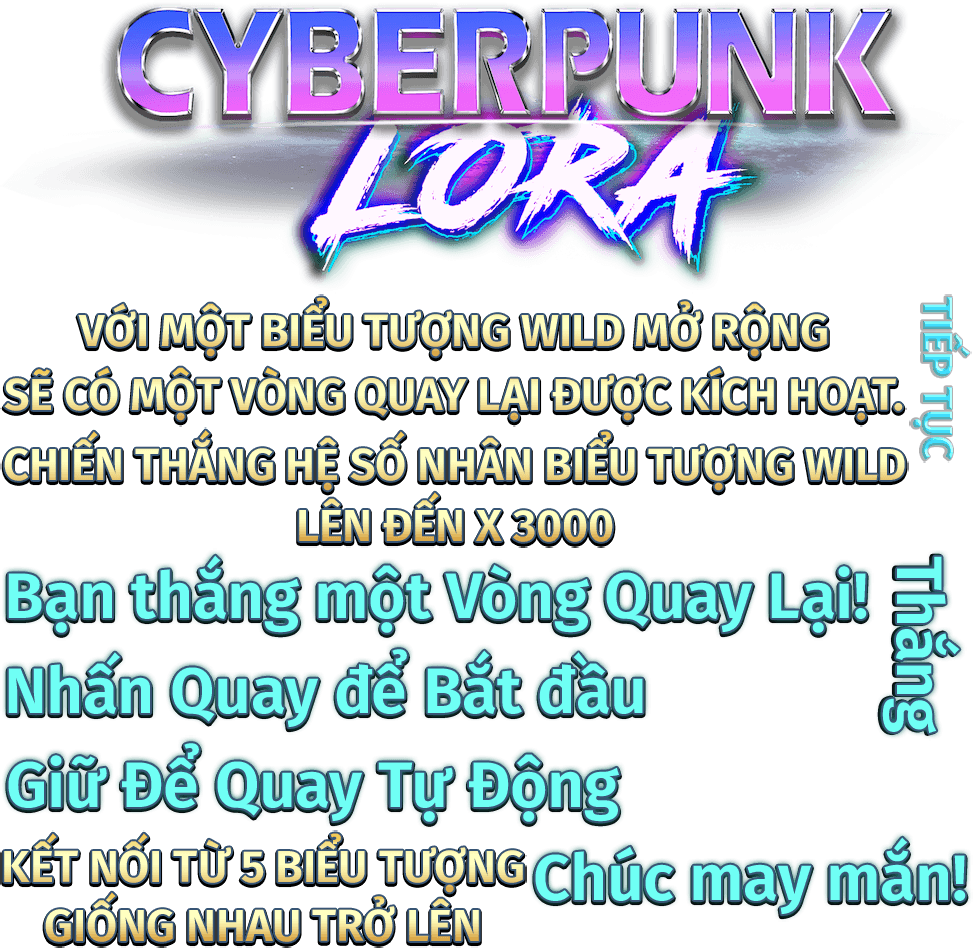 CYBERPUNK
LORA
VỚI MỘT BIỂU TƯỢNG WILD MỞ RỘNG
SẼ CÓ MỘT VÒNG QUAY LẠI ĐƯỢC KÍCH HOẠT.
CHIẾN THẮNG HỆ SỐ NHÂN BIỂU TƯỢNG WILD
LÊN ĐẾN X 3000
TIẾP TỤC
Bạn thắng một Vòng Quay Lại!
Thắng
Nhấn Quay để Bắt đầu
Giữ Để Quay Tự Động
KẾT NỐI TỪ 5 BIỂU TƯỢNG
GIỐNG NHAU TRỞ LÊN
Chúc may mắn!